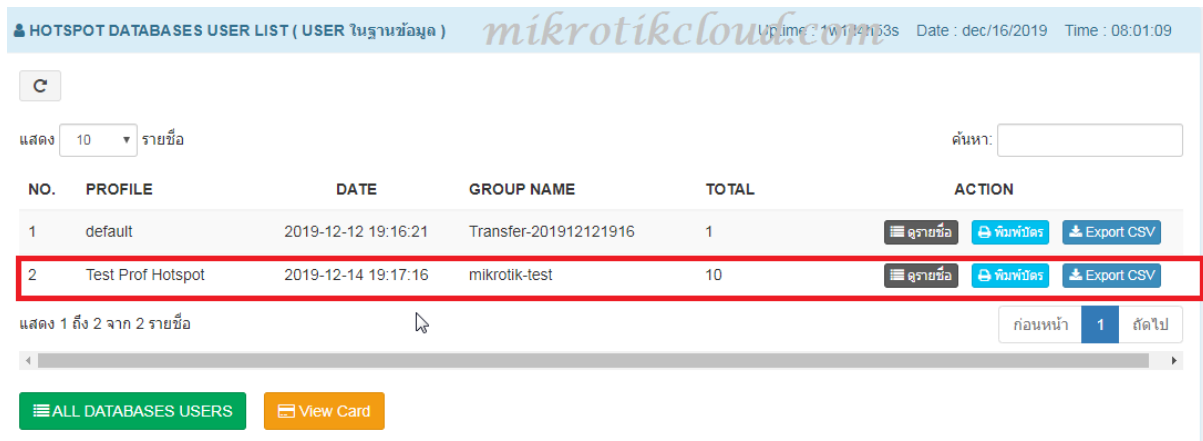 HOTSPOT DATABASES USER LIST ( USER ในฐานข้อมูล ) mikrotikcloud.com Date : dec/16/2019 Time : 08:01:09
แสดง 10 รายชื่อ ค้นหา:
NO. PROFILE DATE GROUP NAME TOTAL ACTION
1 default 2019-12-12 19:16:21 Transfer-201912121916 1 ดูรายชื่อ พิมพ์บัตร Export CSV
2 Test Prof Hotspot 2019-12-14 19:17:16 mikrotik-test 10 ดูรายชื่อ พิมพ์บัตร Export CSV
แสดง 1 ถึง 2 จาก 2 รายชื่อ ก่อนหน้า 1 ถัดไป
ALL DATABASES USERS View Card